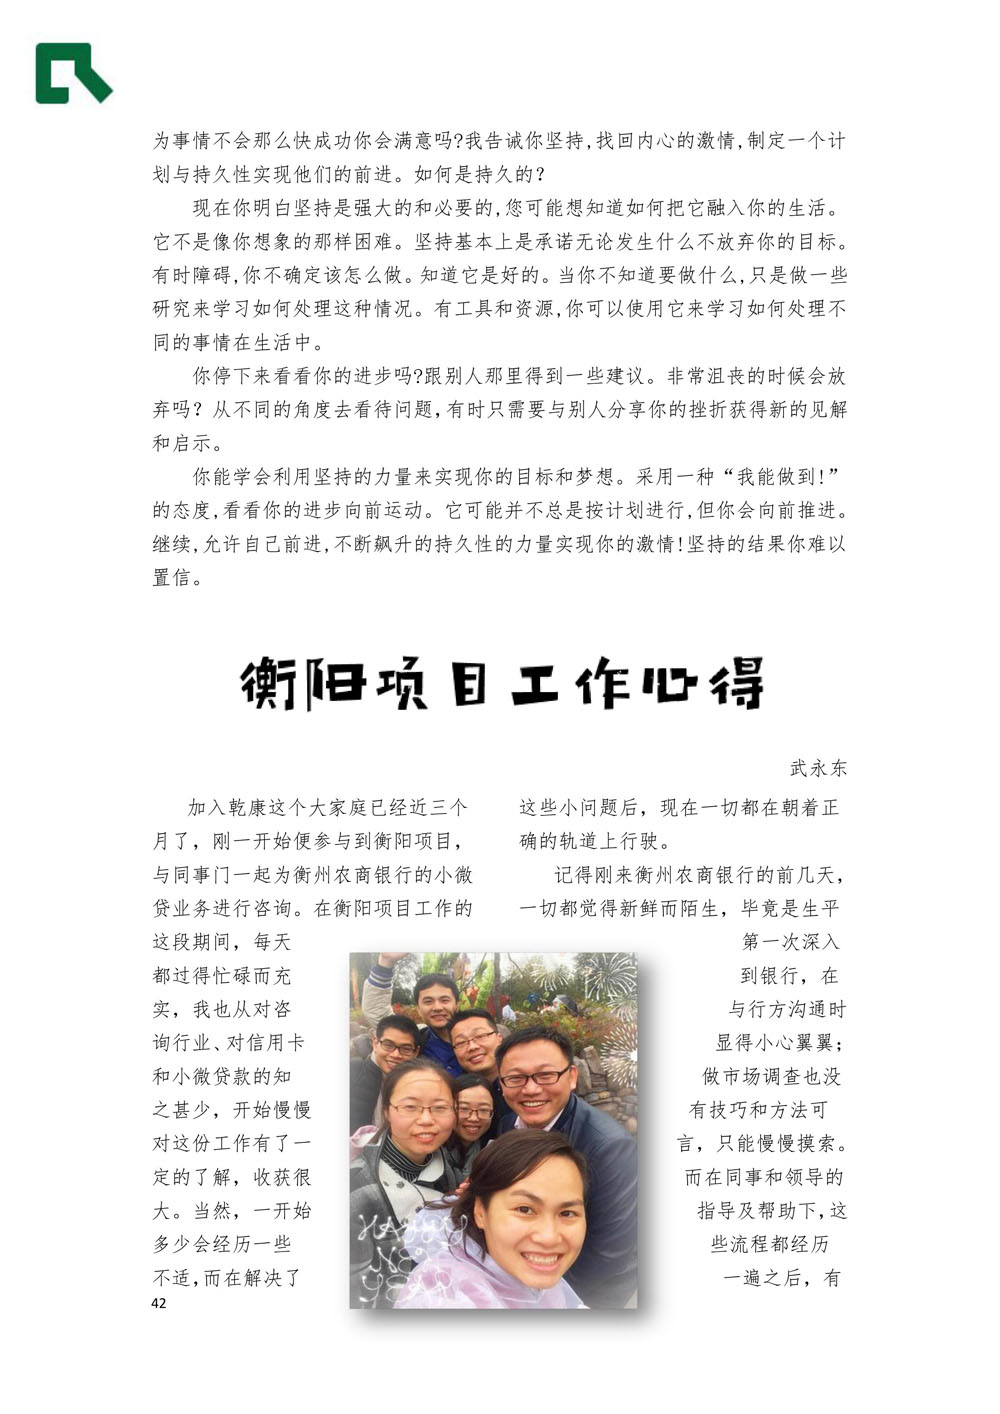 为事情不会那么快成功你会满意吗?我告诫你坚持,找回内心的激情,制定一个计
划与持久性实现他们的前进。如何是持久的?
现在你明白坚持是强大的和必要的,您可能想知道如何把它融入你的生活。
它不是像你想象的那样困难。坚持基本上是承诺无论发生什么不放弃你的目标。
有时障碍,你不确定该怎么做。知道它是好的。当你不知道要做什么,只是做一些
研究来学习如何处理这种情况。有工具和资源,你可以使用它来学习如何处理不
同的事情在生活中。
你停下来看看你的进步吗?跟别人那里得到一些建议。非常沮丧的时候会放
弃吗? 从不同的角度去看待问题,有时只需要与别人分享你的挫折获得新的见解
和启示。
你能学会利用坚持的力量来实现你的目标和梦想。采用一种“我能做到!”
的态度,看看你的进步向前运动。它可能并不总是按计划进行,但你会向前推进。
继续,允许自己前进,不断飙升的持久性的力量实现你的激情!坚持的结果你难以
置信。
衡阳项目工作心得
武永东
加入乾康这个大家庭已经近三个
月了，刚一开始便参与到衡阳项目，
与同事门一起为衡州农商银行的小微
贷业务进行咨询。在衡阳项目工作的
这段期间，每天
都过得忙碌而充
实，我也从对咨
询行业、对信用卡
和小微贷款的知
之甚少，开始慢慢
对这份工作有了一
定的了解，收获很
大。当然，一开始
多少会经历一些
不适,而在解决了
这些小问题后，现在一切都在朝着正
确的轨道上行驶。
记得刚来衡州农商银行的前几天，
一切都觉得新鲜而陌生，毕竟是生平
第一次深入
到银行，在
与行方沟通时
显得小心翼翼；
做市场调查也没
有技巧和方法可
言，只能慢慢摸索。
而在同事和领导的
指导及帮助下,这
些流程都经历
一遍之后，有
HAPPY
NEW
YEAR
42